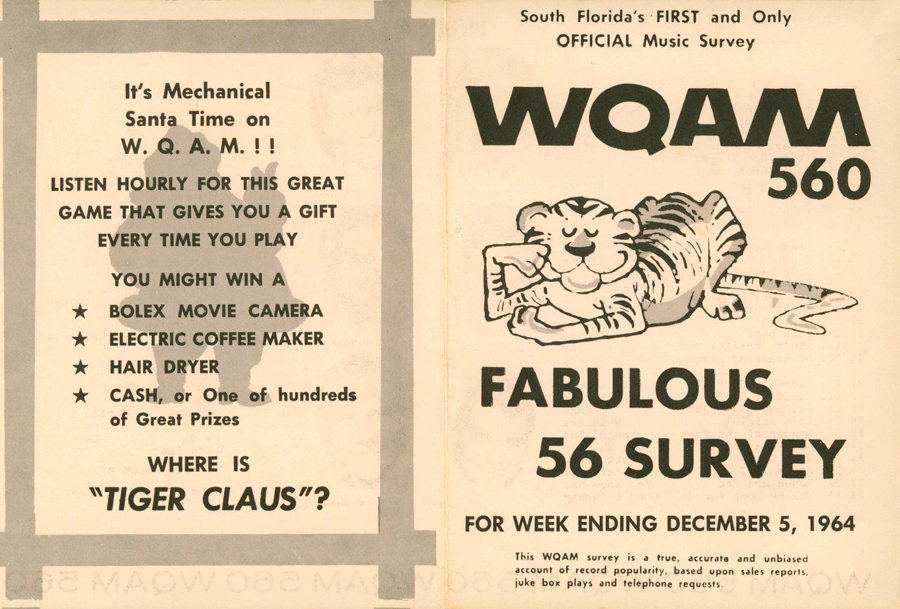 It's Mechanical
Santa Time on
W. Q. A. M. ! !
LISTEN HOURLY FOR THIS GREAT
GAME THAT GIVES YOU A GIFT
EVERY TIME YOU PLAY
YOU MIGHT WIN A
★ BOLEX MOVIE CAMERA
★ ELECTRIC COFFEE MAKER
★ HAIR DRYER
★ CASH, or One of hundreds
of Great Prizes
WHERE IS
"TIGER CLAUS"?
South Florida's FIRST and Only
OFFICIAL Music Survey
WQAM
560
FABULOUS
56 SURVEY
FOR WEEK ENDING DECEMBER 5, 1964
This WQAM survey is a true, accurate and unbiased
account of record popularity, based upon sales reports,
juke box plays and telephone requests.